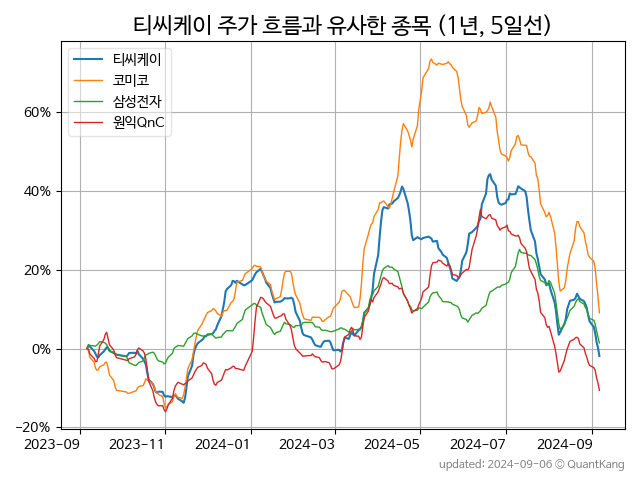 티씨케이 주가 흐름과 유사한 종목 (1년, 5일선)
티씨케이
코미코
삼성전자
원익QnC
60%
40%
20%
0%
−20%
2023-09
2023-11
2024-01
2024-03
2024-05
2024-07
2024-09
updated: 2024-09-06 © QuantKang